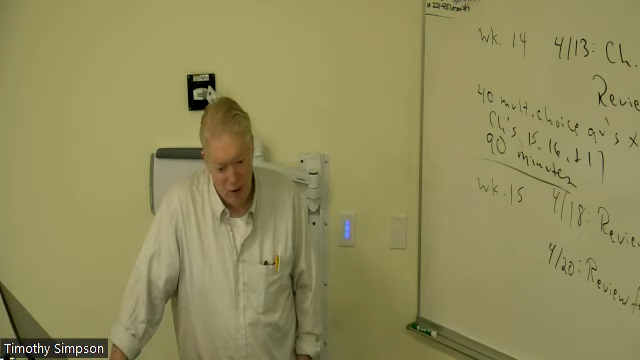 wk. 14 4/13: Ch.
Review
40 mult. choice qu's x
Ch's 15, 16, + 17
90 minutes
wk. 15 4/18: Review
4/20: Review
Timothy Simpson